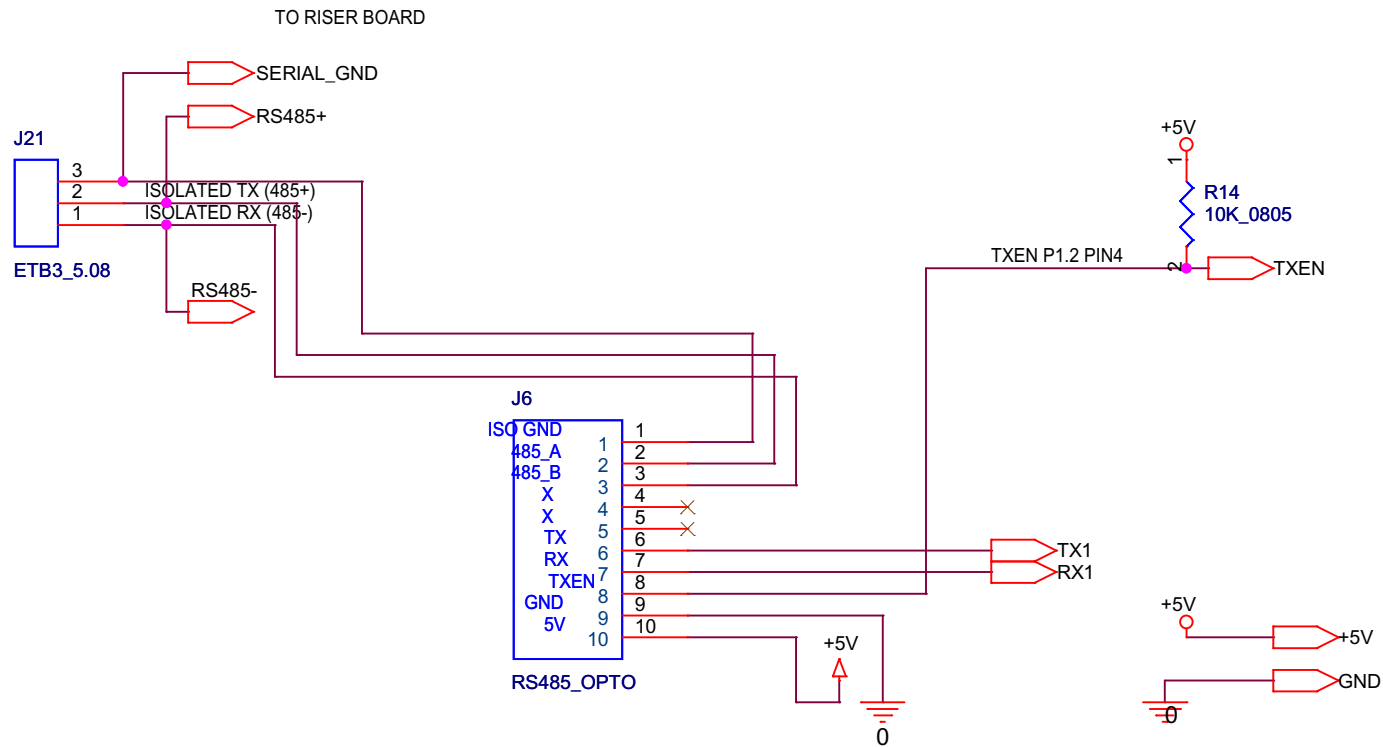 TO RISER BOARD
SERIAL_GND
RS485+
J21
3
2
1
ISOLATED TX (485+)
ISOLATED RX (485-)
ETB3_5.08
RS485-
+5V
1
R14
10K_0805
2
TXEN P1.2 PIN4
TXEN
J6
ISO GND 1 1
485_A 2 2
485_B 3 3
X 4 4
X 5 5
TX 6 6
RX 7 7
TXEN 8 8
GND 9 9
5V 10 10
RS485_OPTO
TX1
RX1
+5V
0
+5V
+5V
GND
0